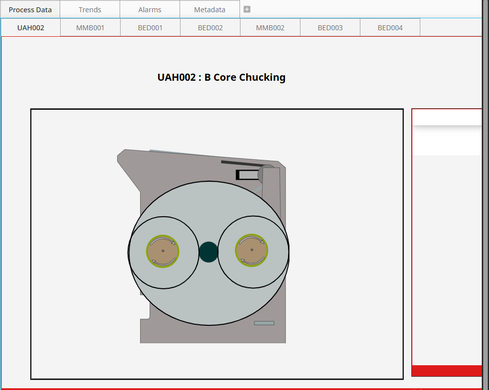 Process Data Trends Alarms Metadata
UAH002 MMB001 BED001 BED002 MMB002 BED003 BED004
UAH002 : B Core Chucking